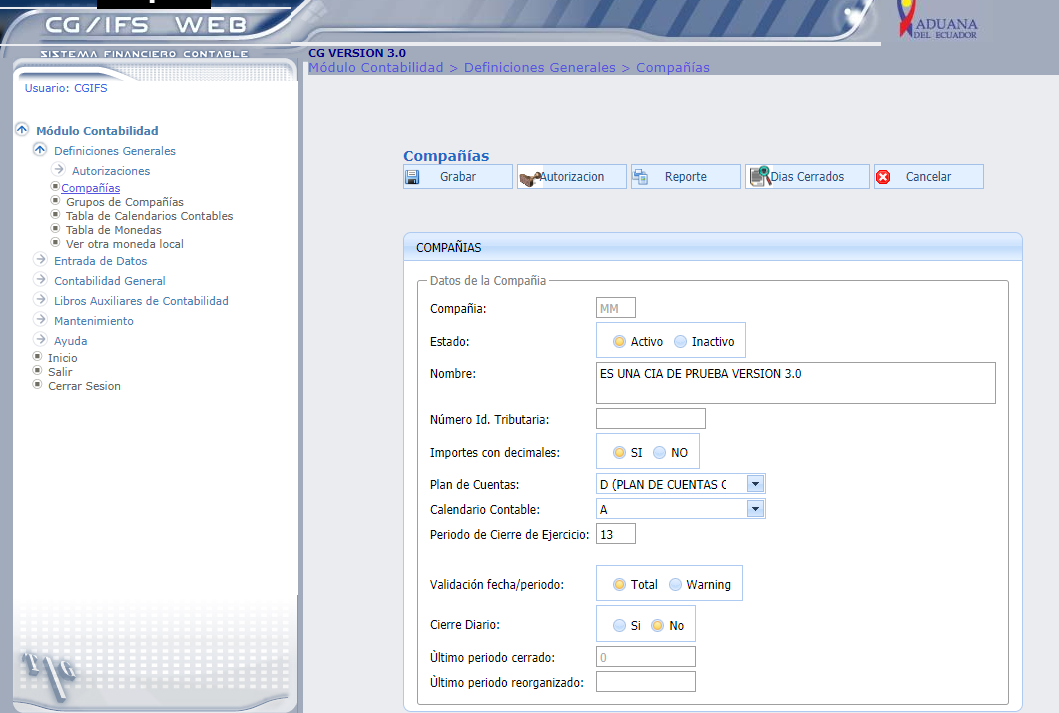 CG/IFS WEB
SISTEMA FINANCIERO CONTABLE
ADUANA
DEL ECUADOR
CG VERSION 3.0
Módulo Contabilidad > Definiciones Generales > Compañías
Usuario: CGIFS
Módulo Contabilidad
Definiciones Generales
Autorizaciones
Compañías
Grupos de Compañías
Tabla de Calendarios Contables
Tabla de Monedas
Ver otra moneda local
Entrada de Datos
Contabilidad General
Libros Auxiliares de Contabilidad
Mantenimiento
Ayuda
Inicio
Salir
Cerrar Sesion
TG
Compañías
Grabar Autorizacion Reporte Dias Cerrados Cancelar
COMPAÑIAS
Datos de la Compañia
Compañia: MM
Estado: Activo Inactivo
Nombre: ES UNA CIA DE PRUEBA VERSION 3.0
Número Id. Tributaria:
Importes con decimales: SI NO
Plan de Cuentas: D (PLAN DE CUENTAS C
Calendario Contable: A
Periodo de Cierre de Ejercicio: 13
Validación fecha/periodo: Total Warning
Cierre Diario: Si No
Ùltimo periodo cerrado: 0
Ùltimo periodo reorganizado: